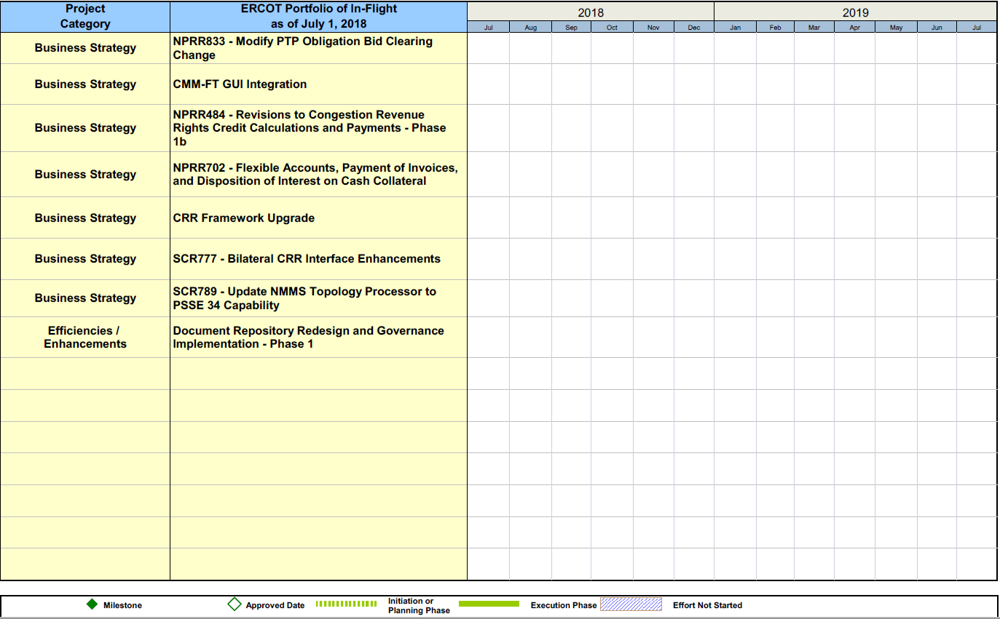 Project
Category
ERCOT Portfolio of In-Flight
as of July 1, 2018
2018
2019
Jul Aug Sep Oct Nov Dec Jan Feb Mar Apr May Jun Jul
Business Strategy
NPRR833 - Modify PTP Obligation Bid Clearing
Change
Business Strategy
CMM-FT GUI Integration
Business Strategy
NPRR484 - Revisions to Congestion Revenue
Rights Credit Calculations and Payments - Phase
1b
Business Strategy
NPRR702 - Flexible Accounts, Payment of Invoices,
and Disposition of Interest on Cash Collateral
Business Strategy
CRR Framework Upgrade
Business Strategy
SCR777 - Bilateral CRR Interface Enhancements
Business Strategy
SCR789 - Update NMMS Topology Processor to
PSSE 34 Capability
Efficiencies /
Enhancements
Document Repository Redesign and Governance
Implementation - Phase 1
Milestone
Approved Date
Initiation or
Planning Phase
Execution Phase
Effort Not Started